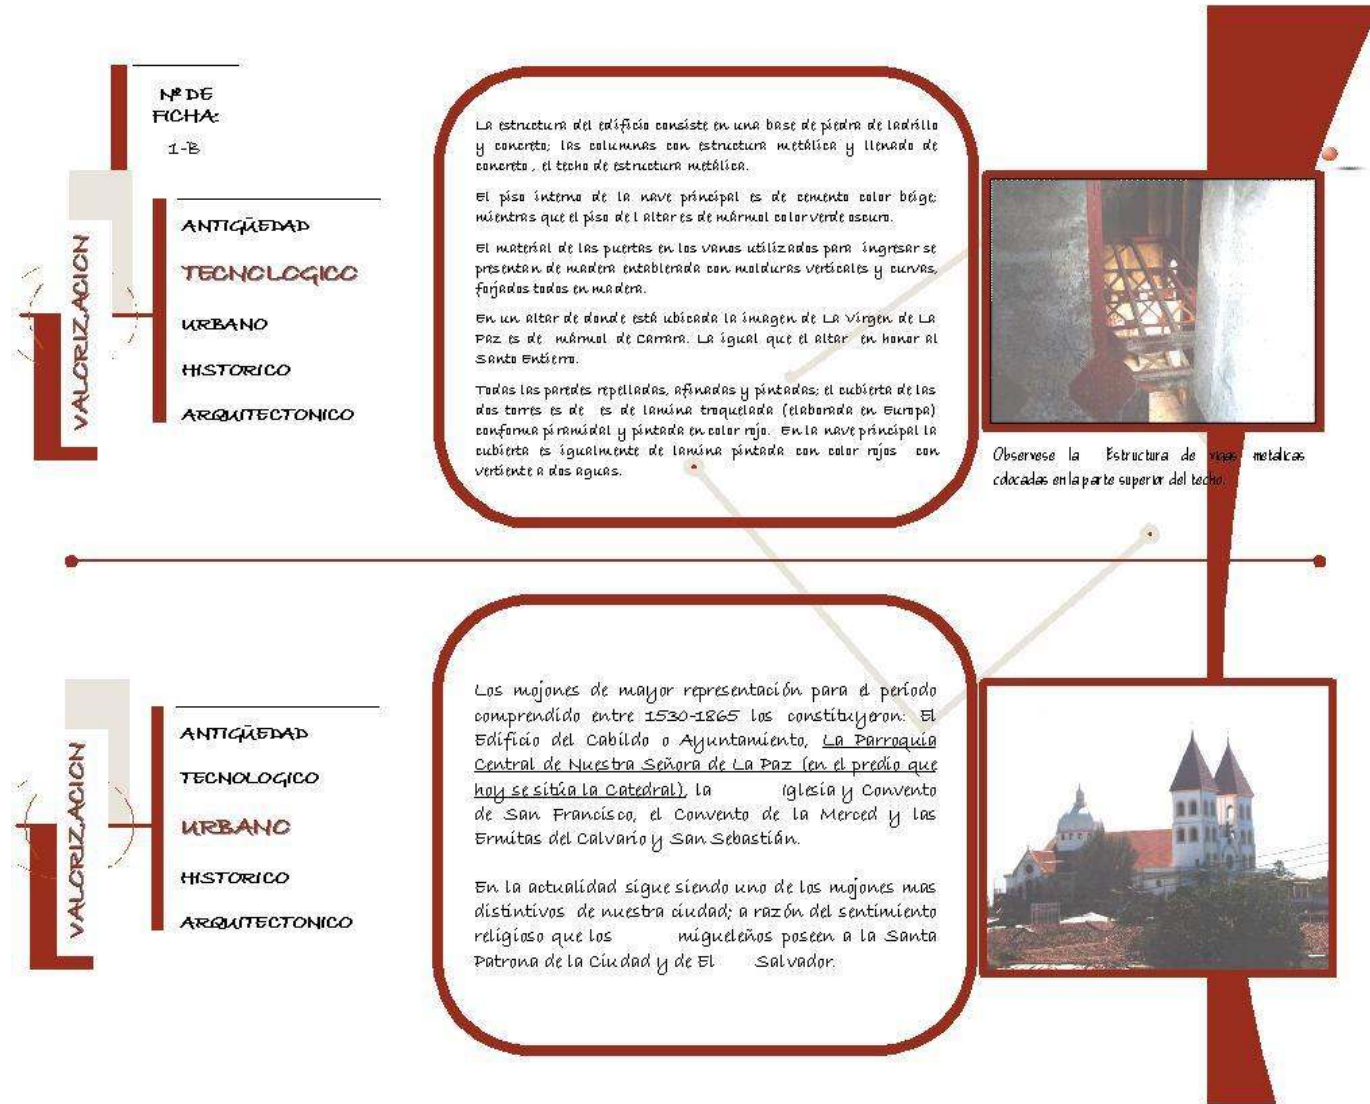 Nº DE
FICHA:
1-B
VALORIZACION
ANTIGÜEDAD
TECNOLOGICO
URBANO
HISTORICO
ARQUITECTONICO
La estructura del edificio consiste en una base de piedra de ladrillo
y concreto; las columnas con estructura metálica y llenado de
concreto , el techo de estructura metálica.
El piso interno de la nave principal es de cemento color beige;
mientras que el piso de l altar es de mármol color verde oscuro.
El material de las puertas en los vanos utilizados para ingresar se
presentan de madera entablerada con molduras verticales y curvas,
forjados todos en madera.
En un altar de donde está ubicada la imagen de La Virgen de La
Paz es de mármol de Carrara. La igual que el altar en honor al
Santo Entierro.
Todas las paredes repelladas, afinadas y pintadas; el cubierta de las
dos torres es de es de lamina troquelada (elaborada en Europa)
conforma piramidal y pintada en color rojo. En la nave principal la
cubierta es igualmente de lamina pintada con color rojos con
vertiente a dos aguas.
Observese la Estructura de vigas metalicas
colocadas en la parte superior del techo.
VALORIZACION
ANTIGÜEDAD
TECNOLOGICO
URBANO
HISTORICO
ARQUITECTONICO
Los mojones de mayor representación para el período
comprendido entre 1530-1865 los constituyeron: El
Edificio del Cabildo o Ayuntamiento, La Parroquia
Central de Nuestra Señora de La Paz (en el predio que
hoy se sitúa la Catedral), la Iglesia y Convento
de San Francisco, el Convento de la Merced y las
Ermitas del Calvario y San Sebastián.
En la actualidad sigue siendo uno de los mojones mas
distintivos de nuestra ciudad; a razón del sentimiento
religioso que los migueleños poseen a la Santa
Patrona de la Ciudad y de El Salvador.